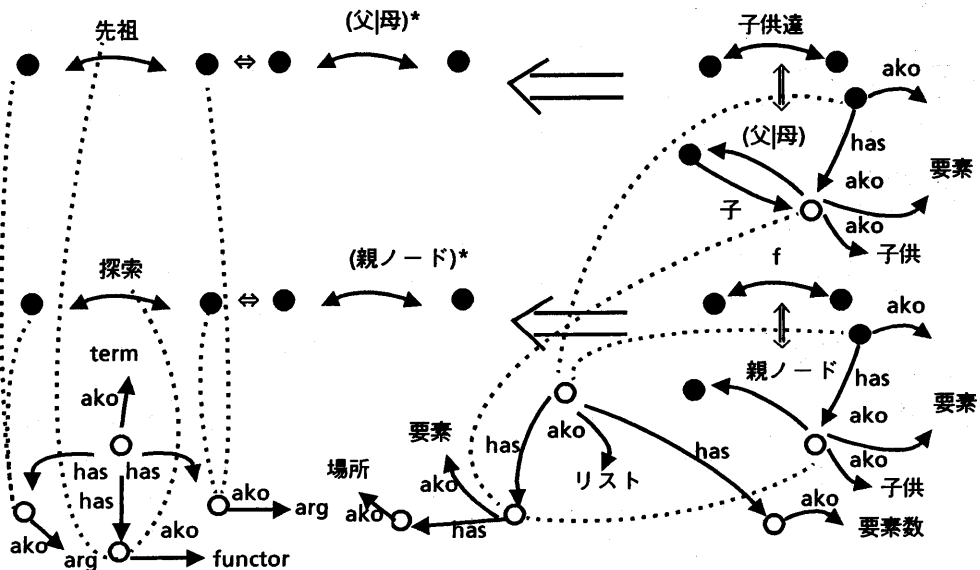 先祖
(父|母)*
子供達
⇔
ako
(父|母)
has
ako
要素
子
ako
子供
探索
(親ノード)*
f
⇔
ako
term
親ノード
has
ako
ako
要素
要素
has
ako
has
ako
has
has
場所
ako
リスト
子供
has
ako
arg
ako
has
ako
要素数
ako
arg
ako
functor